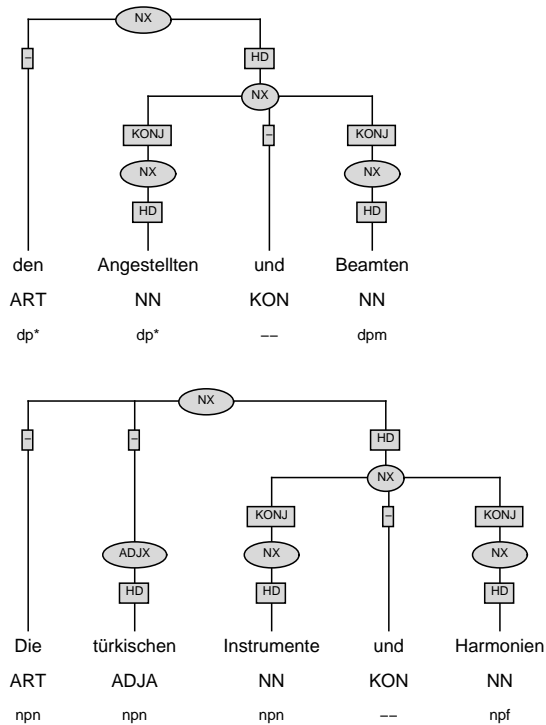 NX
– HD
NX
KONJ – KONJ
NX NX
HD HD
den Angestellten und Beamten
ART NN KON NN
dp* dp* –– dpm
NX
– – HD
NX
KONJ – KONJ
ADJX NX NX
HD HD HD
Die türkischen Instrumente und Harmonien
ART ADJA NN KON NN
npn npn npn –– npf